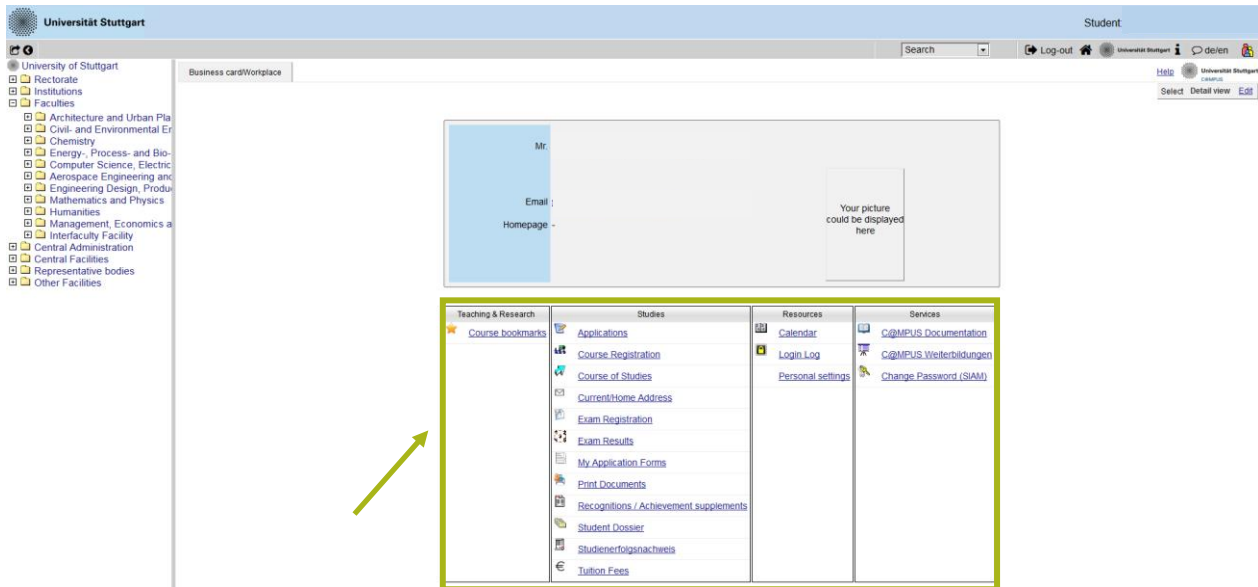 Universität Stuttgart
Student
Search
Log-out
Universität Stuttgart
de/en
University of Stuttgart
Rectorate
Institutions
Faculties
Architecture and Urban Pla
Civil- and Environmental Er
Chemistry
Energy-, Process- and Bio-
Computer Science, Electric
Aerospace Engineering and
Engineering Design, Produ
Mathematics and Physics
Humanities
Management, Economics a
Interfaculty Facility
Central Administration
Central Facilities
Representative bodies
Other Facilities
Business card/Workplace
Help
Universität Stuttgart
C@MPUS
Select Detail view Edit
Mr.
Email :
Homepage -
Your picture
could be displayed
here
Teaching & Research
Course bookmarks
Studies
Applications
Course Registration
Course of Studies
Current/Home Address
Exam Registration
Exam Results
My Application Forms
Print Documents
Recognitions / Achievement supplements
Student Dossier
Studienerfolgsnachweis
Tuition Fees
Resources
Calendar
Login Log
Personal settings
Services
C@MPUS Documentation
C@MPUS Weiterbildungen
Change Password (SIAM)